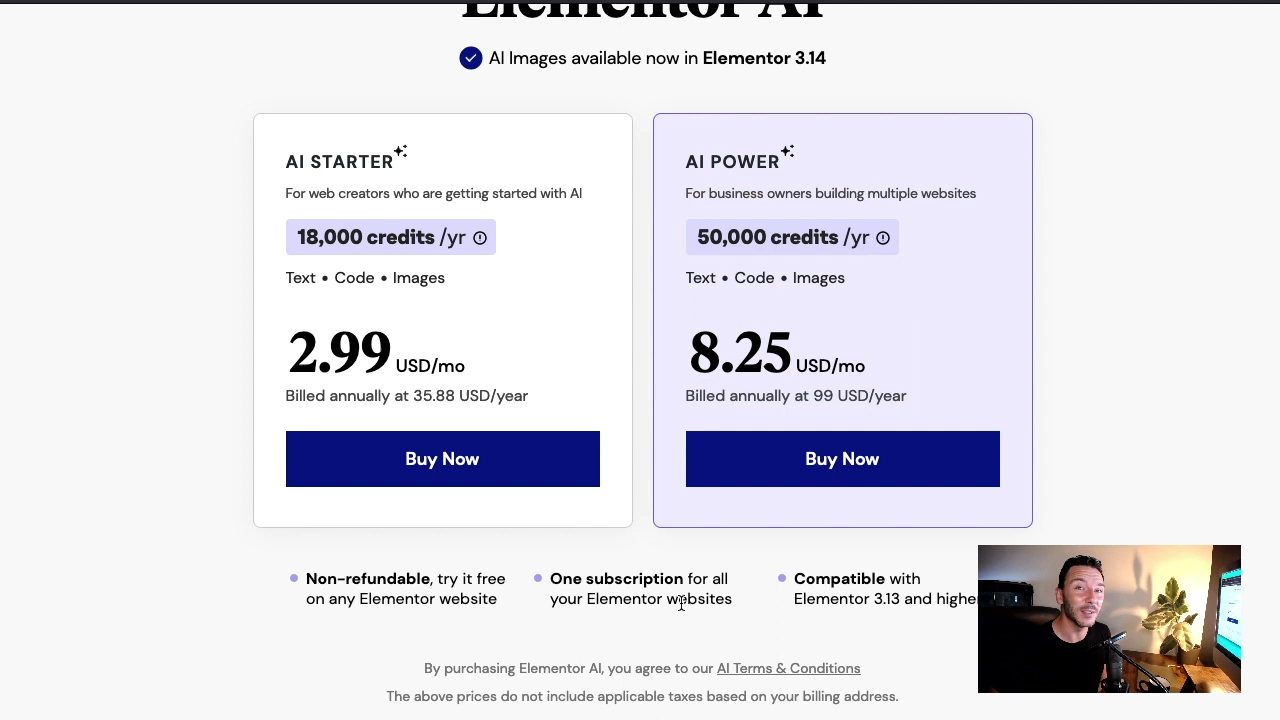 Elementor AI
AI Images available now in Elementor 3.14
AI STARTER
For web creators who are getting started with AI
18,000 credits /yr
Text • Code • Images
2.99 USD/mo
Billed annually at 35.88 USD/year
Buy Now
AI POWER
For business owners building multiple websites
50,000 credits /yr
Text • Code • Images
8.25 USD/mo
Billed annually at 99 USD/year
Buy Now
Non-refundable, try it free
on any Elementor website
One subscription for all
your Elementor websites
Compatible with
Elementor 3.13 and higher
By purchasing Elementor AI, you agree to our AI Terms & Conditions
The above prices do not include applicable taxes based on your billing address.